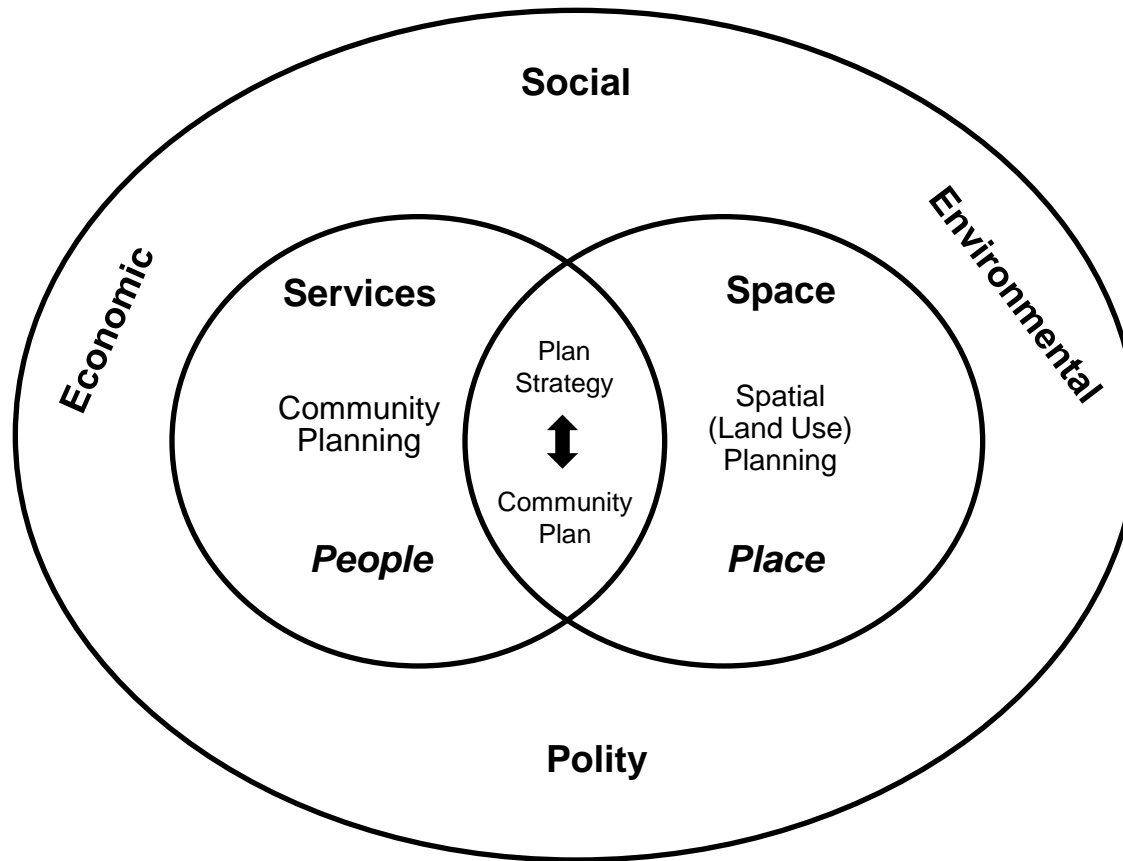 Social
Economic
Environmental
Services
Community
Planning
People
Plan
Strategy
Community
Plan
Space
Spatial
(Land Use)
Planning
Place
Polity